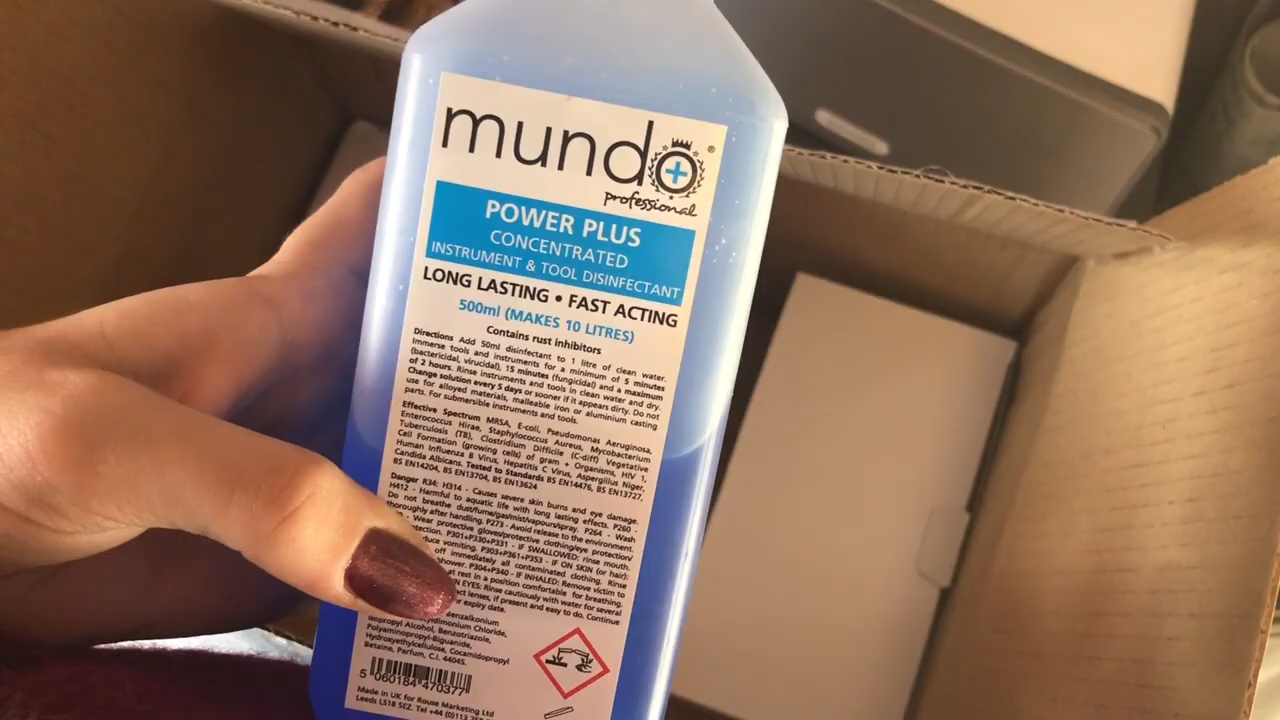 mundo®
professional
POWER PLUS
CONCENTRATED
INSTRUMENT & TOOL DISINFECTANT
LONG LASTING • FAST ACTING
500ml (MAKES 10 LITRES)
Contains rust inhibitors
Directions Add 50ml disinfectant to 1 litre of clean water.
Immerse tools and instruments for a minimum of 5 minutes
(bactericidal, virucidal), 15 minutes (fungicidal) and a maximum
of 2 hours. Rinse instruments and tools in clean water and dry.
Change solution every 5 days or sooner if it appears dirty. Do not
use for alloyed materials, malleable iron or aluminium casting
parts. For submersible instruments and tools.
Effective Spectrum MRSA, E-coli, Pseudomonas Aeruginosa,
Enterococcus Hirae, Staphylococcus Aureus, Mycobacterium
Tuberculosis (TB), Clostridium Difficile (C-diff) Vegetative
Cell Formation (growing cells) of gram + Organisms, HIV 1,
Human Influenza B Virus, Hepatitis C Virus, Aspergillus Niger,
Candida Albicans. Tested to Standards BS EN14476, BS EN13727,
BS EN14204, BS EN13704, BS EN13624
Danger R34; H314 - Causes severe skin burns and eye damage.
H412 - Harmful to aquatic life with long lasting effects. P260 -
Do not breathe dust/fume/gas/mist/vapours/spray. P264 - Wash
thoroughly after handling. P273 - Avoid release to the environment.
- Wear protective gloves/protective clothing/eye protection/
P301+P330+P331 - IF SWALLOWED: rinse mouth.
vomiting. P303+P361+P353 - IF ON SKIN (or hair):
off immediately all contaminated clothing. Rinse
P304+P340 - IF INHALED: Remove victim to
at rest in a position comfortable for breathing.
EYES: Rinse cautiously with water for several
lenses, if present and easy to do. Continue
expiry date.
Chloride,
Isopropyl Alcohol, Benzotriazole,
Polyaminopropyl-Biguanide,
Hydroxyethylcellulose, Cocamidopropyl
Betaine, Parfum, C.I. 44045.
5 060184 470377
Made in UK for Rouse Marketing Ltd
Leeds LS18 5EZ. Tel +44 (0)113